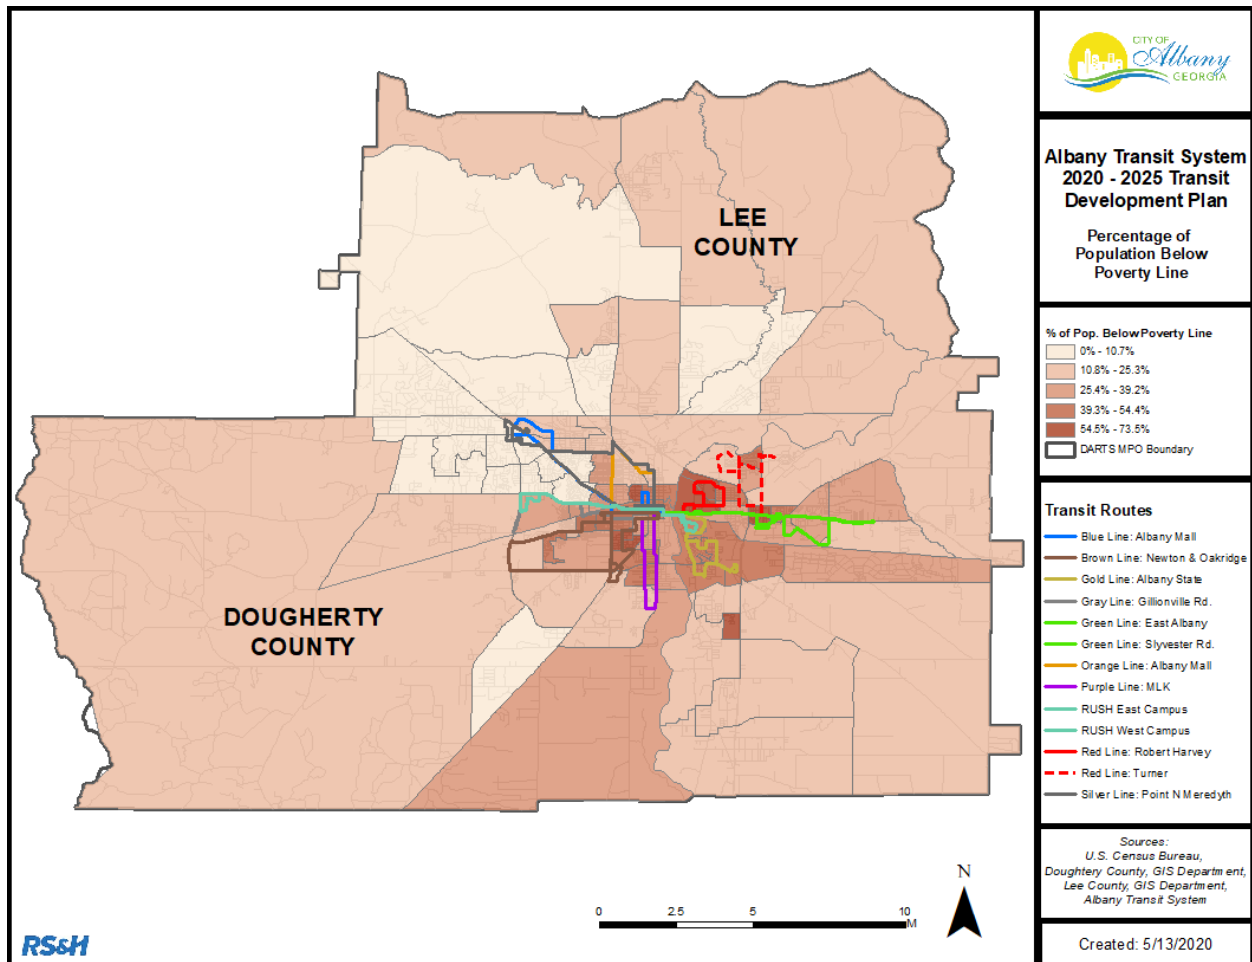 CITY OF
Albany
GEORGIA
Albany Transit System
2020 - 2025 Transit
Development Plan
Percentage of
Population Below
Poverty Line
% of Pop. Below Poverty Line
0% - 10.7%
10.8% - 25.3%
25.4% - 39.2%
39.3% - 54.4%
54.5% - 73.5%
DARTS MPO Boundary
Transit Routes
Blue Line: Albany Mall
Brown Line: Newton & Oakridge
Gold Line: Albany State
Gray Line: Gillionville Rd.
Green Line: East Albany
Green Line: Slyvester Rd.
Orange Line: Albany Mall
Purple Line: MLK
RUSH East Campus
RUSH West Campus
Red Line: Robert Harvey
Red Line: Turner
Silver Line: Point N Meredyth
Sources:
U.S. Census Bureau,
Doughtery County, GIS Department,
Lee County, GIS Department,
Albany Transit System
Created: 5/13/2020
LEE
COUNTY
DOUGHERTY
COUNTY
N
0 2.5 5 10
M
RS&H